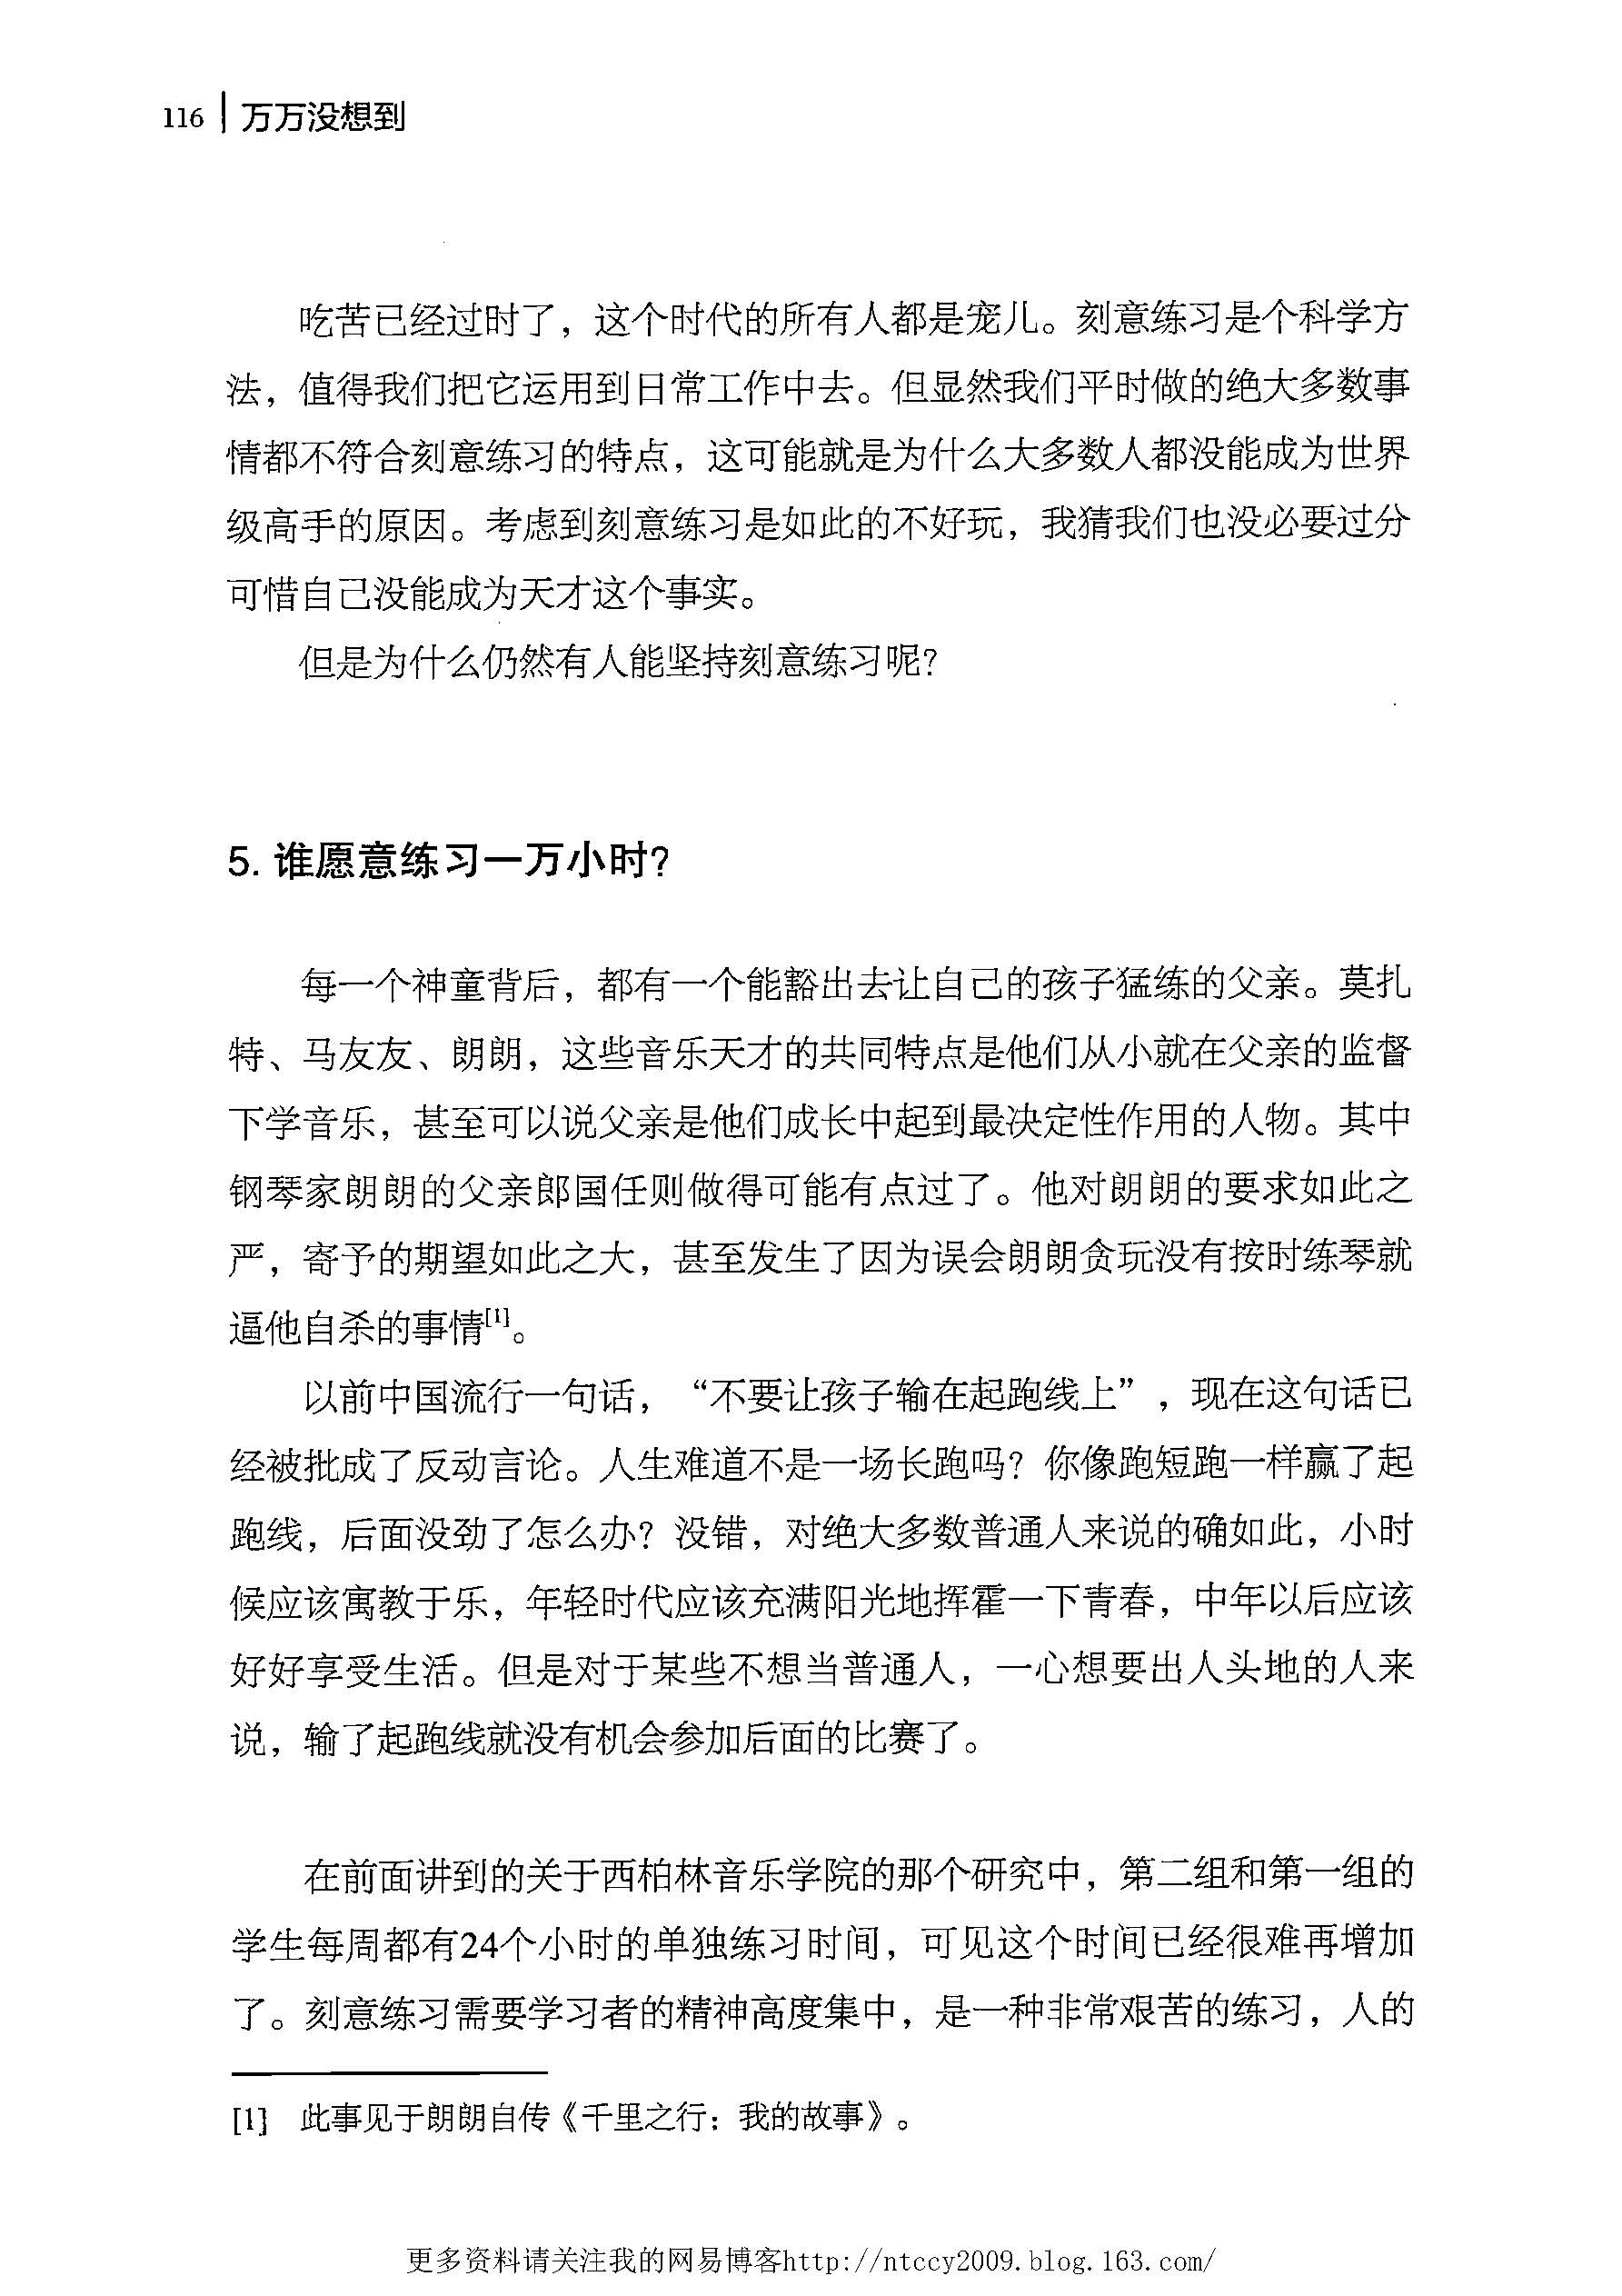 116 | 万万没想到
吃苦已经过时了，这个时代的所有人都是宠儿。刻意练习是个科学方
法，值得我们把它运用到日常工作中去。但显然我们平时做的绝大多数事
情都不符合刻意练习的特点，这可能就是为什么大多数人都没能成为世界
级高手的原因。考虑到刻意练习是如此的不好玩，我猜我们也没必要过分
可惜自己没能成为天才这个事实。
但是为什么仍然有人能坚持刻意练习呢？
5. 谁愿意练习一万小时？
每一个神童背后，都有一个能豁出去让自己的孩子猛练的父亲。莫扎
特、马友友、朗朗，这些音乐天才的共同特点是他们从小就在父亲的监督
下学音乐，甚至可以说父亲是他们成长中起到最决定性作用的人物。其中
钢琴家朗朗的父亲郎国任则做得可能有点过了。他对朗朗的要求如此之
严，寄予的期望如此之大，甚至发生了因为误会朗朗贪玩没有按时练琴就
逼他自杀的事情[1]。
以前中国流行一句话，“不要让孩子输在起跑线上”，现在这句话已
经被批成了反动言论。人生难道不是一场长跑吗？你像跑短跑一样赢了起
跑线，后面没劲了怎么办？没错，对绝大多数普通人来说的确如此，小时
候应该寓教于乐，年轻时代应该充满阳光地挥霍一下青春，中年以后应该
好好享受生活。但是对于某些不想当普通人，一心想要出人头地的人来
说，输了起跑线就没有机会参加后面的比赛了。
在前面讲到的关于西柏林音乐学院的那个研究中，第二组和第一组的
学生每周都有24个小时的单独练习时间，可见这个时间已经很难再增加
了。刻意练习需要学习者的精神高度集中，是一种非常艰苦的练习，人的
[1] 此事见于朗朗自传《千里之行：我的故事》。
更多资料请关注我的网易博客http://ntccy2009.blog.163.com/